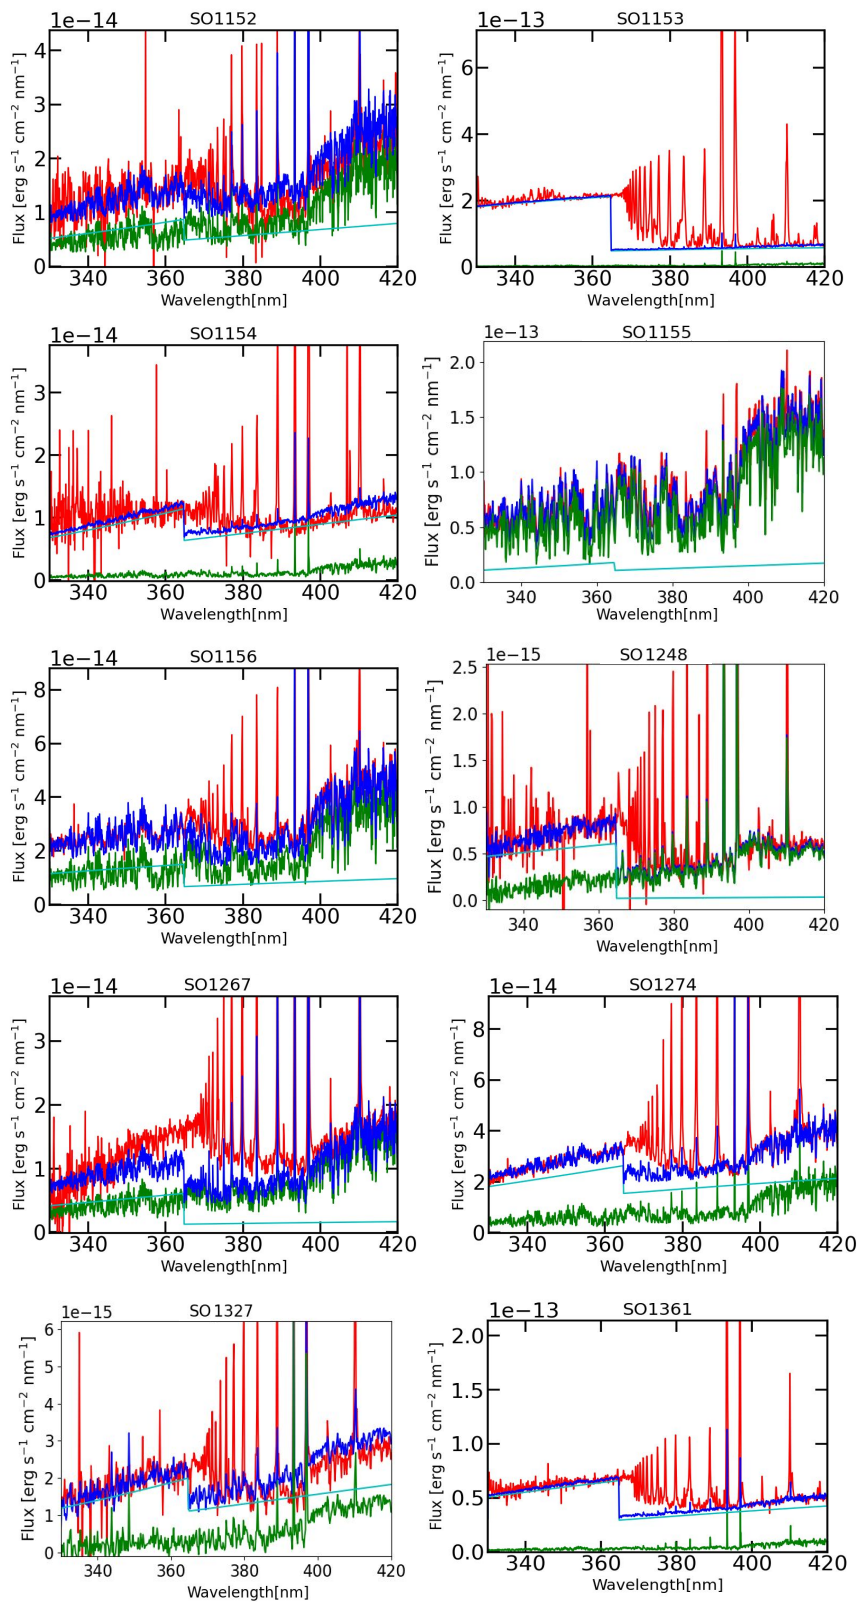 1e−14 SO1152
4
3
2
1
0
Flux [erg s−1 cm−2 nm−1]
340 360 380 400 420
Wavelength[nm]
1e−13 SO1153
6
4
2
0
Flux [erg s−1 cm−2 nm−1]
340 360 380 400 420
Wavelength[nm]
1e−14 SO1154
3
2
1
0
Flux [erg s−1 cm−2 nm−1]
340 360 380 400 420
Wavelength[nm]
1e−13 SO1155
2.0
1.5
1.0
0.5
0.0
Flux [erg s−1 cm−2 nm−1]
340 360 380 400 420
Wavelength[nm]
1e−14 SO1156
8
6
4
2
0
Flux [erg s−1 cm−2 nm−1]
340 360 380 400 420
Wavelength[nm]
1e−15 SO1248
2.5
2.0
1.5
1.0
0.5
0.0
Flux [erg s−1 cm−2 nm−1]
340 360 380 400 420
Wavelength[nm]
1e−14 SO1267
3
2
1
0
Flux [erg s−1 cm−2 nm−1]
340 360 380 400 420
Wavelength[nm]
1e−14 SO1274
8
6
4
2
0
Flux [erg s−1 cm−2 nm−1]
340 360 380 400 420
Wavelength[nm]
1e−15 SO1327
6
5
4
3
2
1
0
Flux [erg s−1 cm−2 nm−1]
340 360 380 400 420
Wavelength[nm]
1e−13 SO1361
2.0
1.5
1.0
0.5
0.0
Flux [erg s−1 cm−2 nm−1]
340 360 380 400 420
Wavelength[nm]